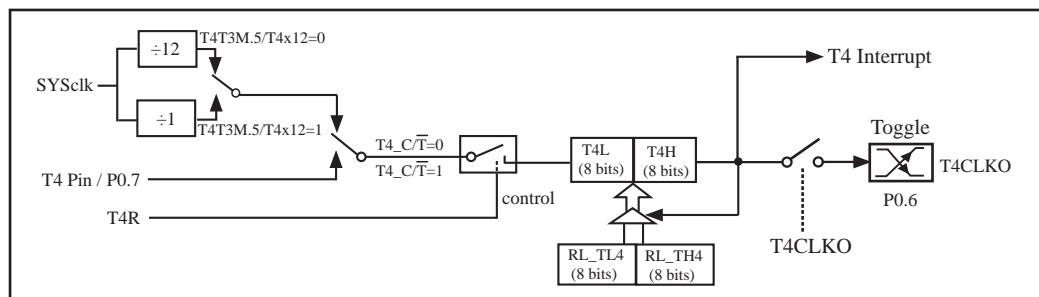 ÷12
T4T3M.5/T4x12=0
SYSclk
÷1
T4T3M.5/T4x12=1
T4 Pin / P0.7
T4R
T4_C/T̅=0
T4_C/T̅=1
control
T4L
(8 bits)
T4H
(8 bits)
RL_TL4
(8 bits)
RL_TH4
(8 bits)
T4 Interrupt
Toggle
T4CLKO
P0.6
T4CLKO